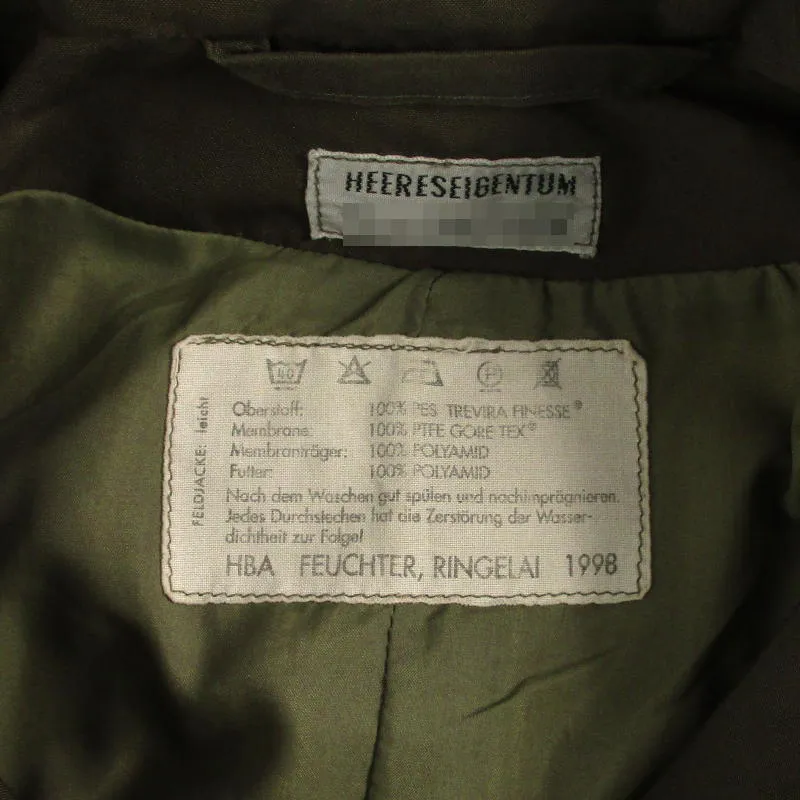 HEERESEIGENTUM
40
H
FELDJACKE: leicht
Oberstoff: 100% PES TREVIRA FINESSE®
Membrane: 100% PTFE GORE TEX®
Membranträger: 100% POLYAMID
Futter: 100% POLYAMID
Nach dem Waschen gut spülen und nachimprägnieren.
Jedes Durchstechen hat die Zerstörung der Wasser-
dichtheit zur Folge!
HBA FEUCHTER, RINGELAI 1998